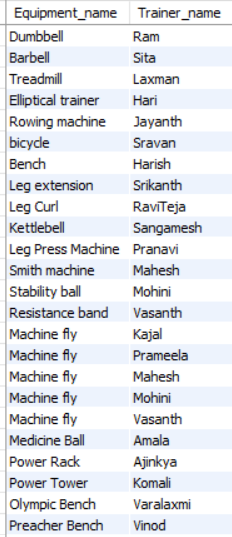 Equipment_name Trainer_name
Dumbbell Ram
Barbell Sita
Treadmill Laxman
Elliptical trainer Hari
Rowing machine Jayanth
bicycle Sravan
Bench Harish
Leg extension Srikanth
Leg Curl RaviTeja
Kettlebell Sangamesh
Leg Press Machine Pranavi
Smith machine Mahesh
Stability ball Mohini
Resistance band Vasanth
Machine fly Kajal
Machine fly Prameela
Machine fly Mahesh
Machine fly Mohini
Machine fly Vasanth
Medicine Ball Amala
Power Rack Ajinkya
Power Tower Komali
Olympic Bench Varalaxmi
Preacher Bench Vinod